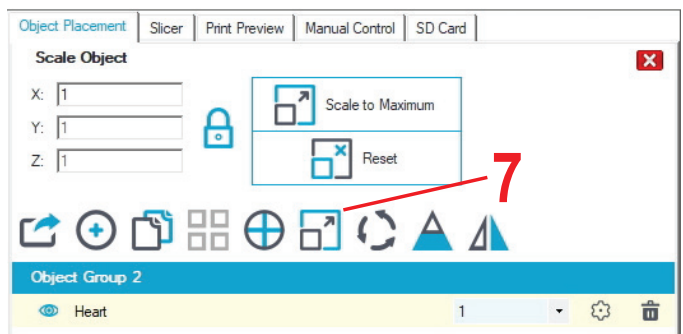 Object Placement Slicer Print Preview Manual Control SD Card
Scale Object
X: 1
Y: 1
Z: 1
Scale to Maximum
Reset
7
Object Group 2
Heart 1